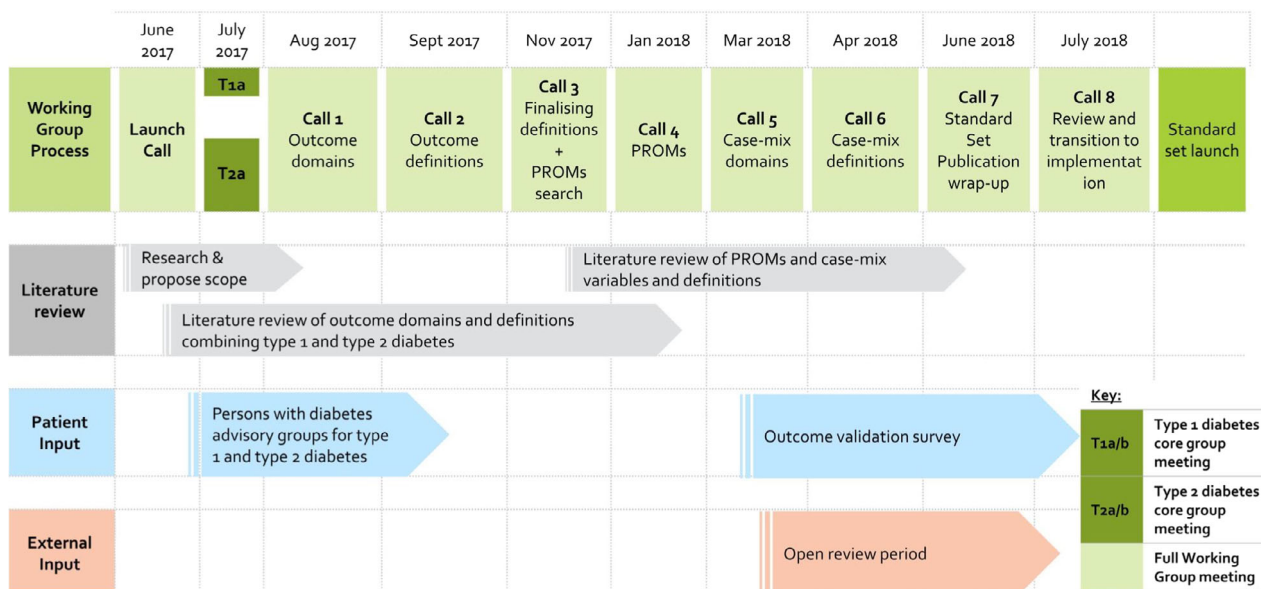 June
2017
July
2017
Aug 2017
Sept 2017
Nov 2017
Jan 2018
Mar 2018
Apr 2018
June 2018
July 2018
Working
Group
Process
Launch
Call
T1a
T2a
Call 1
Outcome
domains
Call 2
Outcome
definitions
Call 3
Finalising
definitions
+
PROMs
search
Call 4
PROMs
Call 5
Case-mix
domains
Call 6
Case-mix
definitions
Call 7
Standard
Set
Publication
wrap-up
Call 8
Review and
transition to
implementat
ion
Standard
set launch
Literature
review
Research &
propose scope
Literature review of PROMs and case-mix
variables and definitions
Literature review of outcome domains and definitions
combining type 1 and type 2 diabetes
Patient
Input
Persons with diabetes
advisory groups for type
1 and type 2 diabetes
Outcome validation survey
External
Input
Open review period
Key:
T1a/b
Type 1 diabetes
core group
meeting
T2a/b
Type 2 diabetes
core group
meeting
Full Working
Group meeting